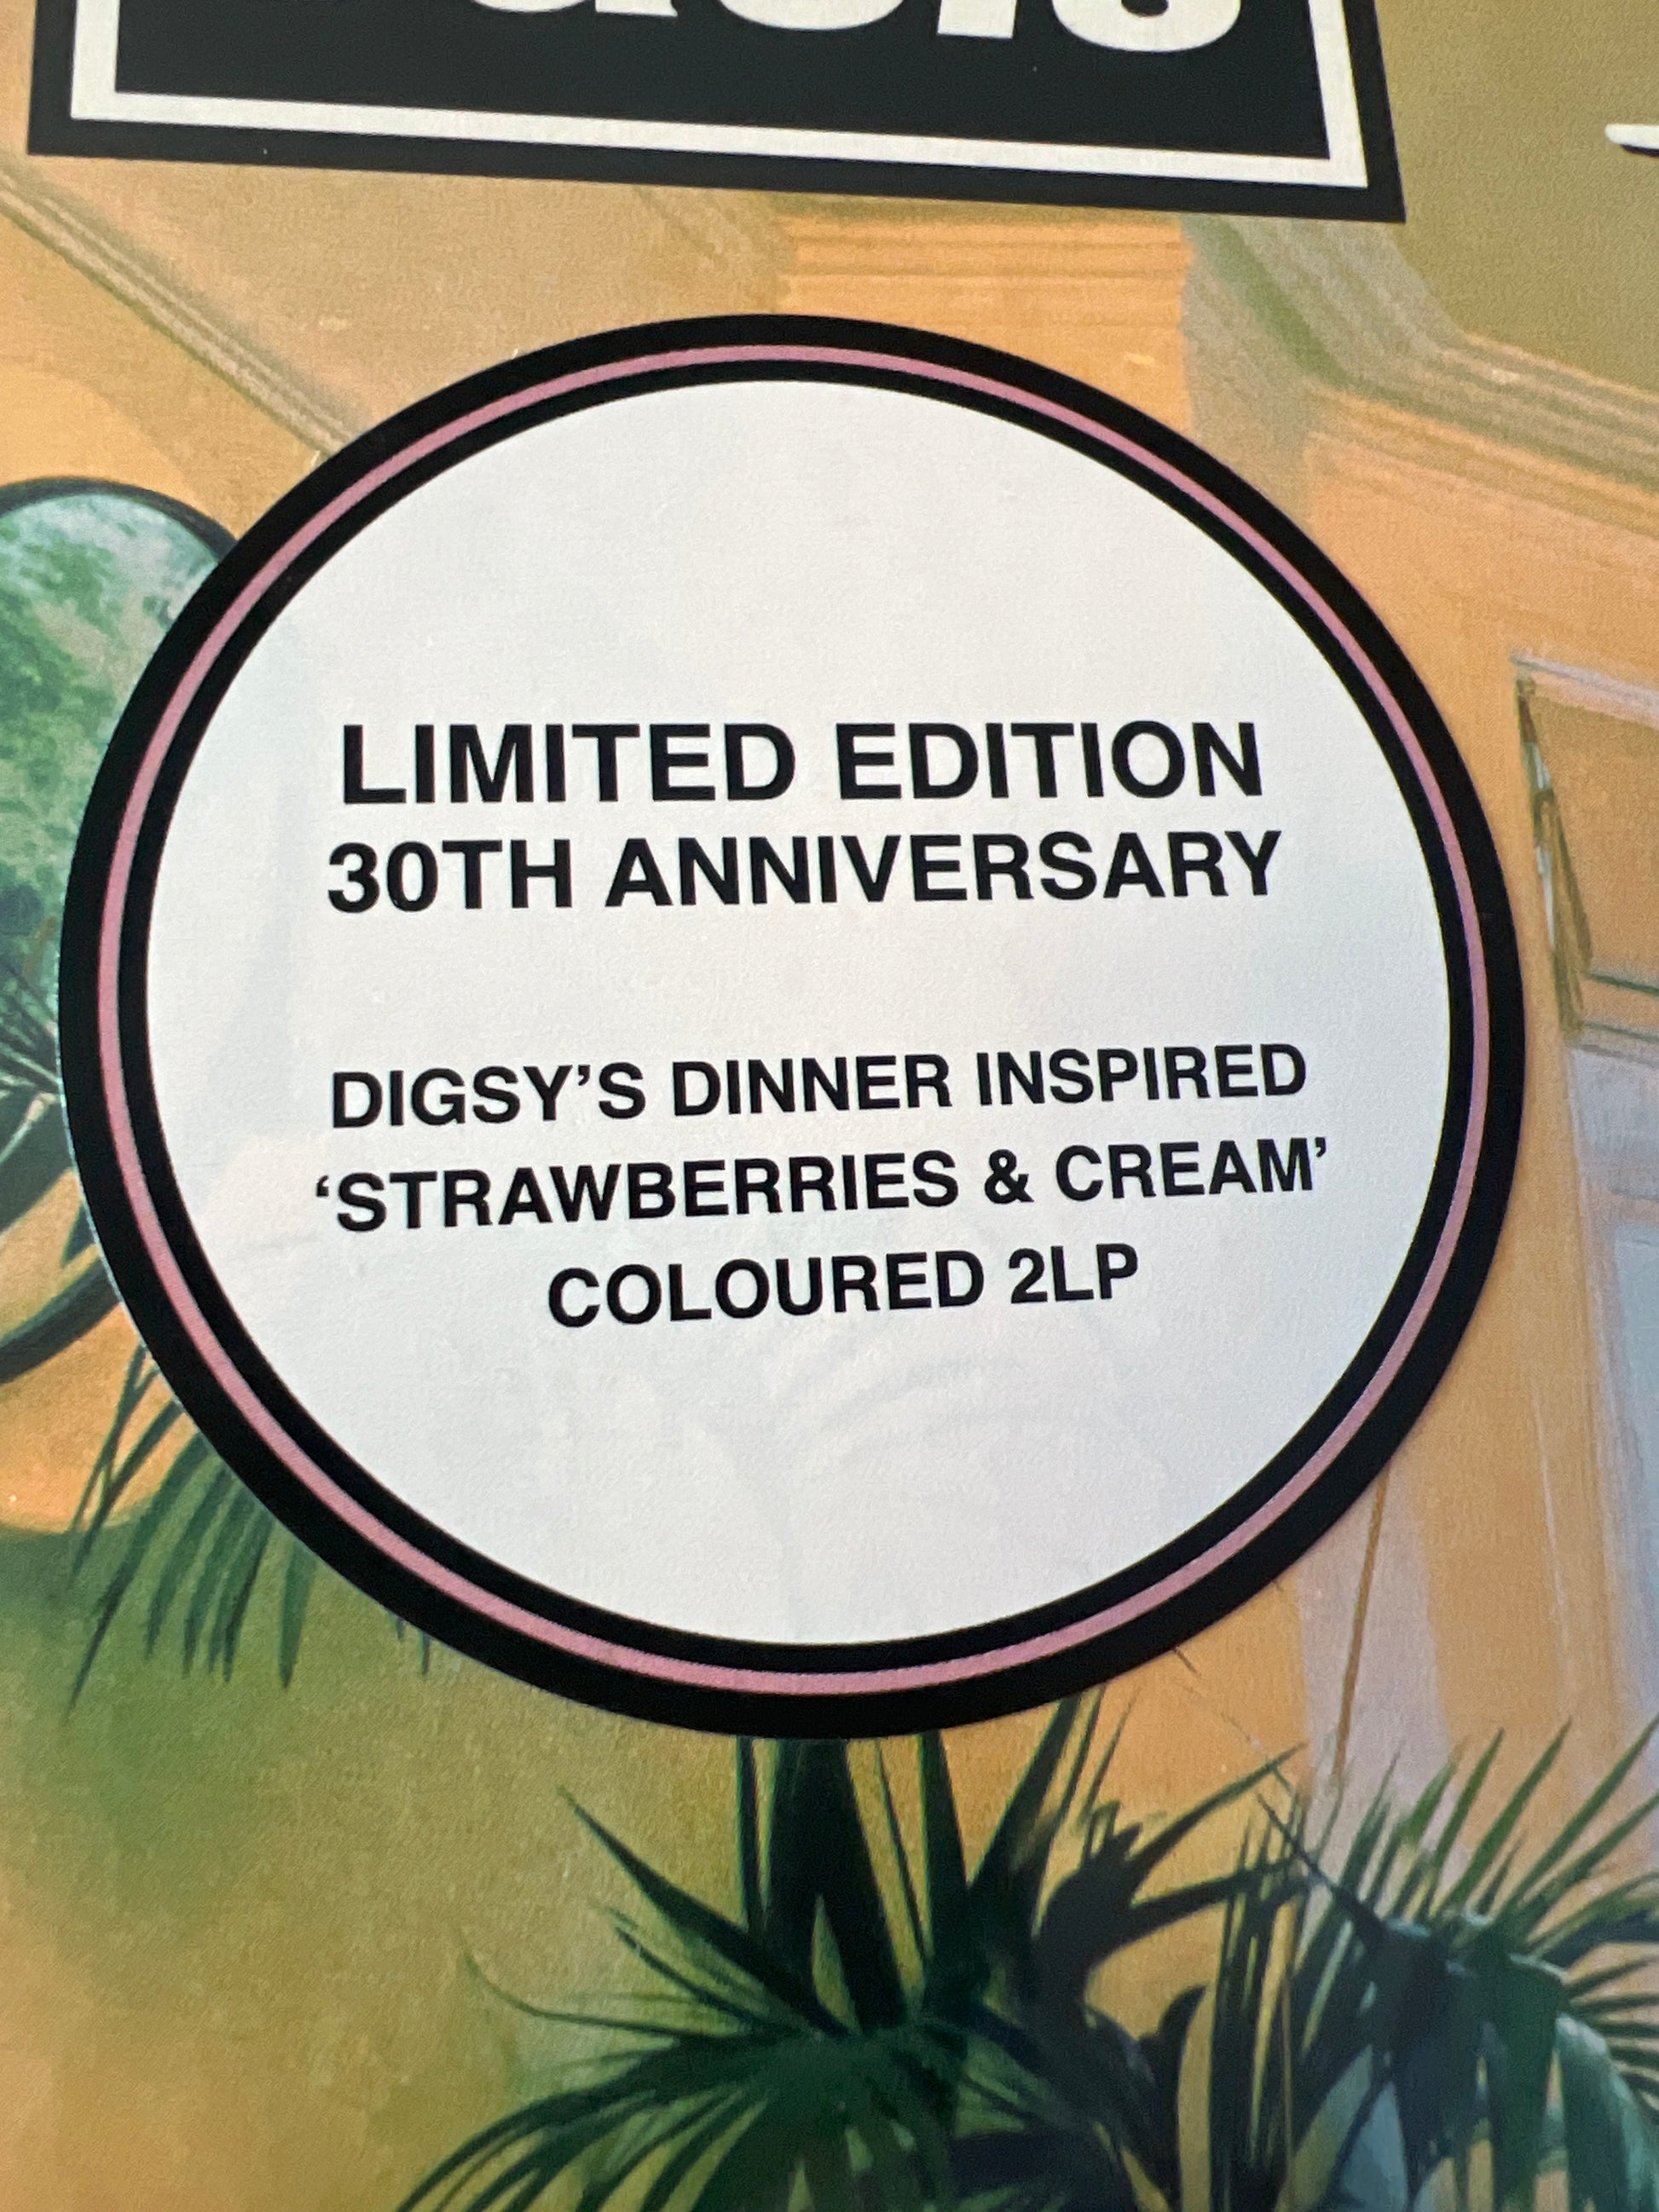 LIMITED EDITION
30TH ANNIVERSARY
DIGSY’S DINNER INSPIRED
‘STRAWBERRIES & CREAM’
COLOURED 2LP